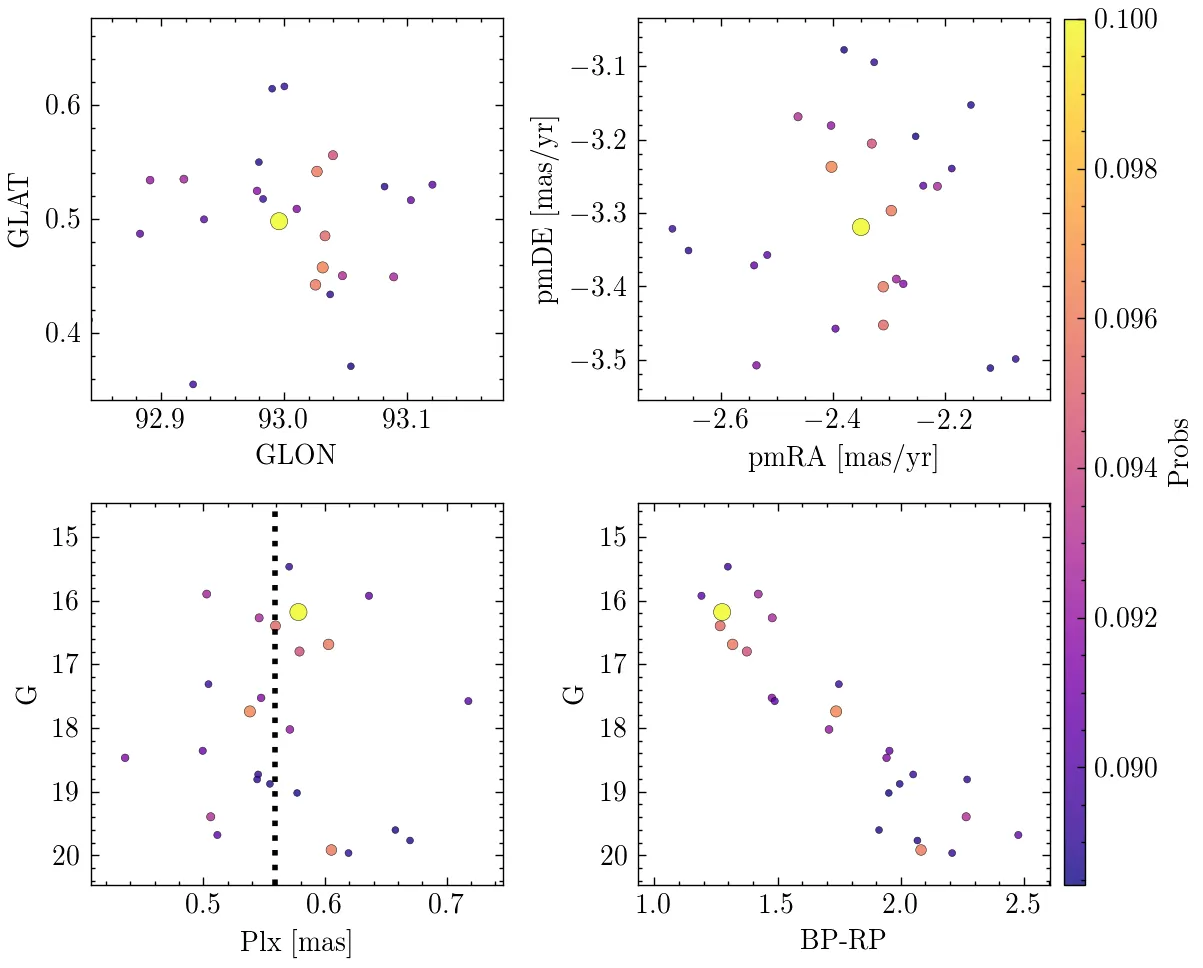 0.6
0.5
0.4
GLAT
92.9 93.0 93.1
GLON
−3.1
−3.2
−3.3
−3.4
−3.5
pmDE [mas/yr]
−2.6 −2.4 −2.2
pmRA [mas/yr]
0.100
0.098
0.096
0.094
0.092
0.090
Probs
15
16
17
18
19
20
G
0.5 0.6 0.7
Plx [mas]
15
16
17
18
19
20
G
1.0 1.5 2.0 2.5
BP-RP